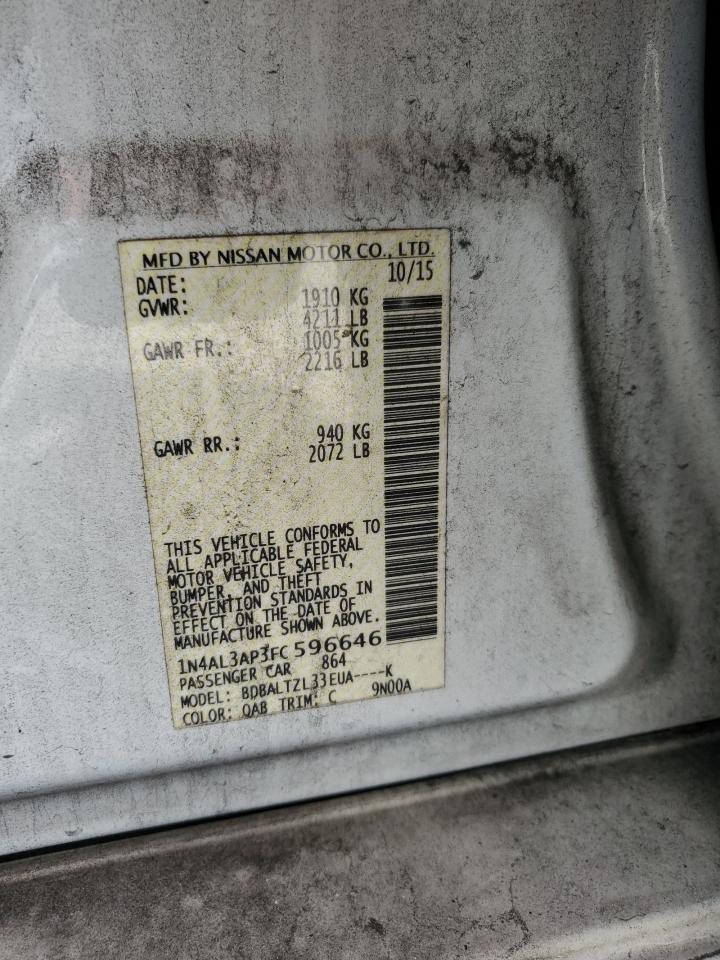 MFD BY NISSAN MOTOR CO., LTD.
DATE: 10/15
GVWR: 1910 KG
4211 LB
GAWR FR.: 1005 KG
2216 LB
GAWR RR.: 940 KG
2072 LB
THIS VEHICLE CONFORMS TO
ALL APPLICABLE FEDERAL
MOTOR VEHICLE SAFETY,
BUMPER, AND THEFT
PREVENTION STANDARDS IN
EFFECT ON THE DATE OF
MANUFACTURE SHOWN ABOVE.
1N4AL3AP3FC596646
PASSENGER CAR 864
MODEL: BDBALTZL33EUA----K
COLOR: QAB TRIM: C 9N00A